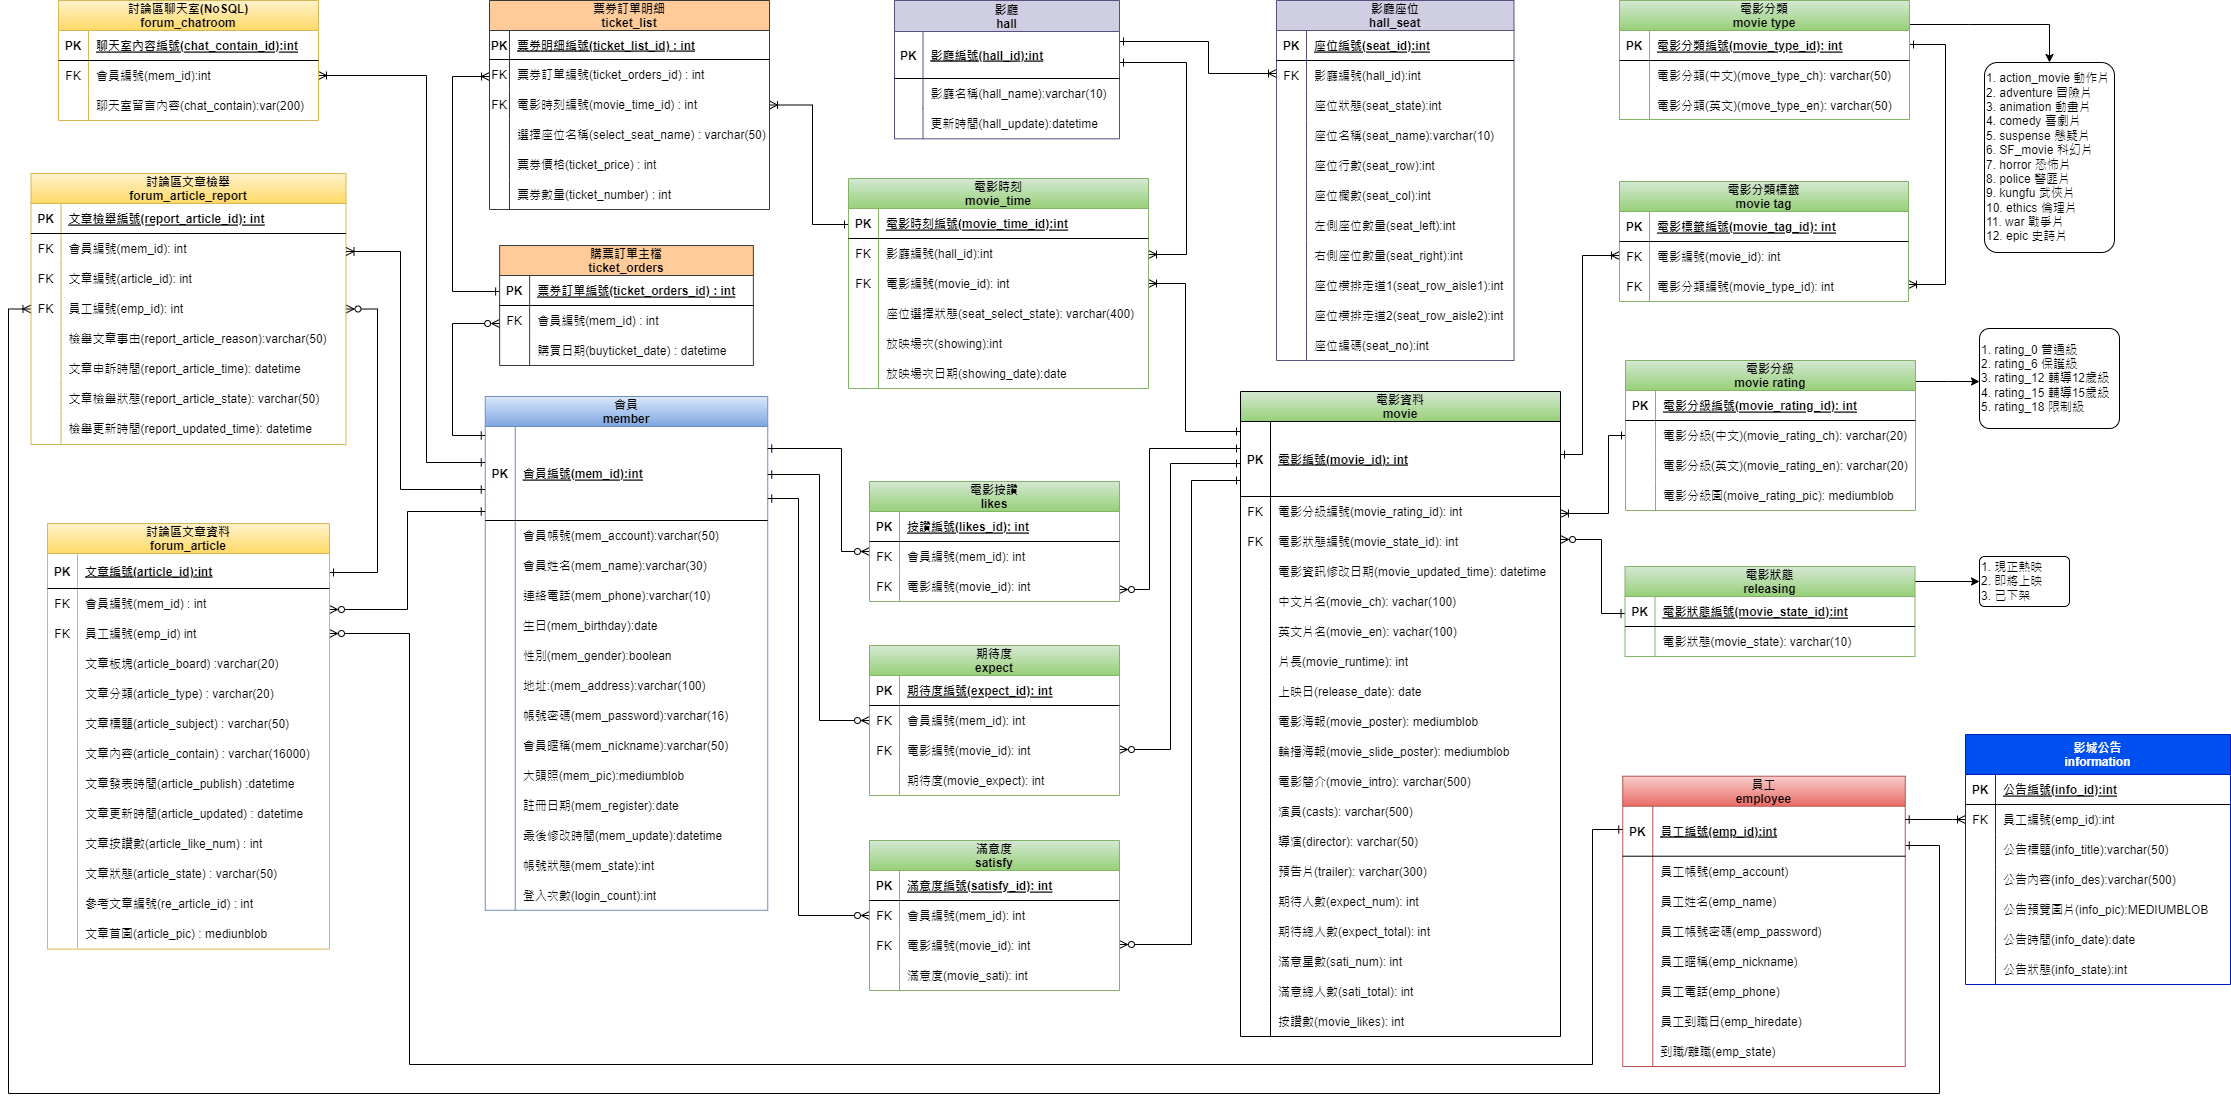 討論區聊天室(NoSQL)
forum_chatroom
PK 聊天室內容編號(chat_contain_id):int
FK 會員編號(mem_id):int
聊天室留言內容(chat_contain):var(200)
討論區文章檢舉
forum_article_report
PK 文章檢舉編號(report_article_id): int
FK 會員編號(mem_id): int
FK 文章編號(article_id): int
FK 員工編號(emp_id): int
檢舉文章事由(report_article_reason):varchar(50)
文章申訴時間(report_article_time): datetime
文章檢舉狀態(report_article_state): varchar(50)
檢舉更新時間(report_updated_time): datetime
討論區文章資料
forum_article
PK 文章編號(article_id):int
FK 會員編號(mem_id) : int
FK 員工編號(emp_id) int
文章板塊(article_board) :varchar(20)
文章分類(article_type) : varchar(20)
文章標題(article_subject) : varchar(50)
文章內容(article_contain) : varchar(16000)
文章發表時間(article_publish) :datetime
文章更新時間(article_updated) : datetime
文章按讚數(article_like_num) : int
文章狀態(article_state) : varchar(50)
參考文章編號(re_article_id) : int
文章首圖(article_pic) : mediunblob
票券訂單明細
ticket_list
PK 票券明細編號(ticket_list_id) : int
FK 票券訂單編號(ticket_orders_id) : int
FK 電影時刻編號(movie_time_id) : int
選擇座位名稱(select_seat_name) : varchar(50)
票券價格(ticket_price) : int
票券數量(ticket_number) : int
購票訂單主檔
ticket_orders
PK 票券訂單編號(ticket_orders_id) : int
FK 會員編號(mem_id) : int
購買日期(buyticket_date) : datetime
會員
member
PK 會員編號(mem_id):int
會員帳號(mem_account):varchar(50)
會員姓名(mem_name):varchar(30)
連絡電話(mem_phone):varchar(10)
生日(mem_birthday):date
性別(mem_gender):boolean
地址:(mem_address):varchar(100)
帳號密碼(mem_password):varchar(16)
會員暱稱(mem_nickname):varchar(50)
大頭照(mem_pic):mediumblob
註冊日期(mem_register):date
最後修改時間(mem_update):datetime
帳號狀態(mem_state):int
登入次數(login_count):int
影廳
hall
PK 影廳編號(hall_id):int
影廳名稱(hall_name):varchar(10)
更新時間(hall_update):datetime
電影時刻
movie_time
PK 電影時刻編號(movie_time_id):int
FK 影廳編號(hall_id):int
FK 電影編號(movie_id): int
座位選擇狀態(seat_select_state): varchar(400)
放映場次(showing):int
放映場次日期(showing_date):date
電影按讚
likes
PK 按讚編號(likes_id): int
FK 會員編號(mem_id): int
FK 電影編號(movie_id): int
期待度
expect
PK 期待度編號(expect_id): int
FK 會員編號(mem_id): int
FK 電影編號(movie_id): int
期待度(movie_expect): int
滿意度
satisfy
PK 滿意度編號(satisfy_id): int
FK 會員編號(mem_id): int
FK 電影編號(movie_id): int
滿意度(movie_sati): int
影廳座位
hall_seat
PK 座位編號(seat_id):int
FK 影廳編號(hall_id):int
座位狀態(seat_state):int
座位名稱(seat_name):varchar(10)
座位行數(seat_row):int
座位欄數(seat_col):int
左側座位數量(seat_left):int
右側座位數量(seat_right):int
座位橫排走道1(seat_row_aisle1):int
座位橫排走道2(seat_row_aisle2):int
座位編碼(seat_no):int
電影資料
movie
PK 電影編號(movie_id): int
FK 電影分級編號(movie_rating_id): int
FK 電影狀態編號(movie_state_id): int
電影資訊修改日期(movie_updated_time): datetime
中文片名(movie_ch): vachar(100)
英文片名(movie_en): vachar(100)
片長(movie_runtime): int
上映日(release_date): date
電影海報(movie_poster): mediumblob
輪播海報(movie_slide_poster): mediumblob
電影簡介(movie_intro): varchar(500)
演員(casts): varchar(500)
導演(director): varchar(50)
預告片(trailer): varchar(300)
期待人數(expect_num): int
期待總人數(expect_total): int
滿意量數(sati_num): int
滿意總人數(sati_total): int
按讚數(movie_likes): int
電影分類
movie type
PK 電影分類編號(movie_type_id): int
電影分類(中文)(move_type_ch): varchar(50)
電影分類(英文)(move_type_en): varchar(50)
1. action_movie 動作片
2. adventure 冒險片
3. animation 動畫片
4. comedy 喜劇片
5. suspense 懸疑片
6. SF_movie 科幻片
7. horror 恐怖片
8. police 警匪片
9. kungfu 武俠片
10. ethics 倫理片
11. war 戰爭片
12. epic 史詩片
電影分類標籤
movie tag
PK 電影標籤編號(movie_tag_id): int
FK 電影編號(movie_id): int
FK 電影分類編號(movie_type_id): int
電影分級
movie rating
PK 電影分級編號(movie_rating_id): int
電影分級(中文)(movie_rating_ch): varchar(20)
電影分級(英文)(movie_rating_en): varchar(20)
電影分級圖(moive_rating_pic): mediumblob
1. rating_0 普通級
2. rating_6 保護級
3. rating_12 輔導12歲級
4. rating_15 輔導15歲級
5. rating_18 限制級
電影狀態
releasing
PK 電影狀態編號(movie_state_id):int
電影狀態(movie_state): varchar(10)
1. 現正熱映
2. 即將上映
3. 已下架
員工
employee
PK 員工編號(emp_id):int
員工帳號(emp_account)
員工姓名(emp_name)
員工帳號密碼(emp_password)
員工暱稱(emp_nickname)
員工電話(emp_phone)
員工到職日(emp_hiredate)
到職/離職(emp_state)
影城公告
information
PK 公告編號(info_id):int
FK 員工編號(emp_id):int
公告標題(info_title):varchar(50)
公告內容(info_des):varchar(500)
公告預覽圖片(info_pic):MEDIUMBLOB
公告時間(info_date):date
公告狀態(info_state):int